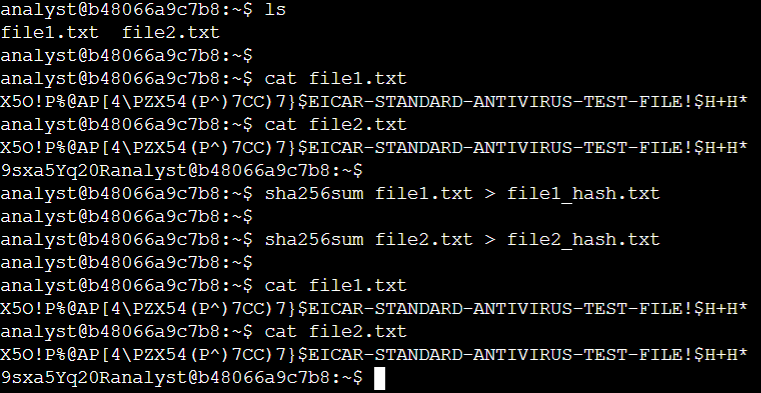 analyst@b48066a9c7b8:~$ ls
file1.txt  file2.txt
analyst@b48066a9c7b8:~$
analyst@b48066a9c7b8:~$ cat file1.txt
X5O!P%@AP[4\PZX54(P^)7CC)7}$EICAR-STANDARD-ANTIVIRUS-TEST-FILE!$H+H*
analyst@b48066a9c7b8:~$ cat file2.txt
X5O!P%@AP[4\PZX54(P^)7CC)7}$EICAR-STANDARD-ANTIVIRUS-TEST-FILE!$H+H*
9sxa5Yq20Ranalyst@b48066a9c7b8:~$
analyst@b48066a9c7b8:~$ sha256sum file1.txt > file1_hash.txt
analyst@b48066a9c7b8:~$
analyst@b48066a9c7b8:~$ sha256sum file2.txt > file2_hash.txt
analyst@b48066a9c7b8:~$
analyst@b48066a9c7b8:~$ cat file1.txt
X5O!P%@AP[4\PZX54(P^)7CC)7}$EICAR-STANDARD-ANTIVIRUS-TEST-FILE!$H+H*
analyst@b48066a9c7b8:~$ cat file2.txt
X5O!P%@AP[4\PZX54(P^)7CC)7}$EICAR-STANDARD-ANTIVIRUS-TEST-FILE!$H+H*
9sxa5Yq20Ranalyst@b48066a9c7b8:~$